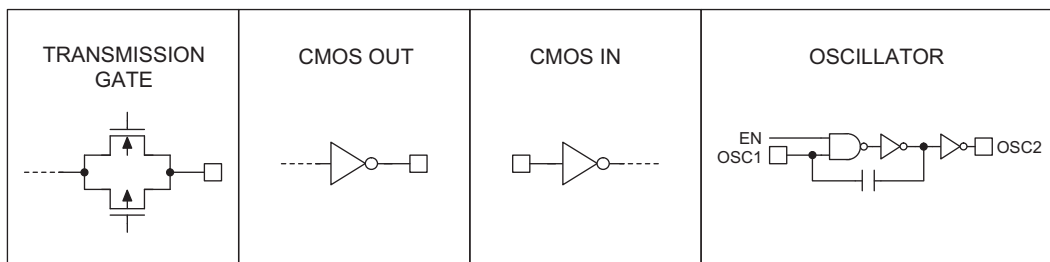 TRANSMISSION
GATE
CMOS OUT
CMOS IN
OSCILLATOR
EN
OSC1
OSC2